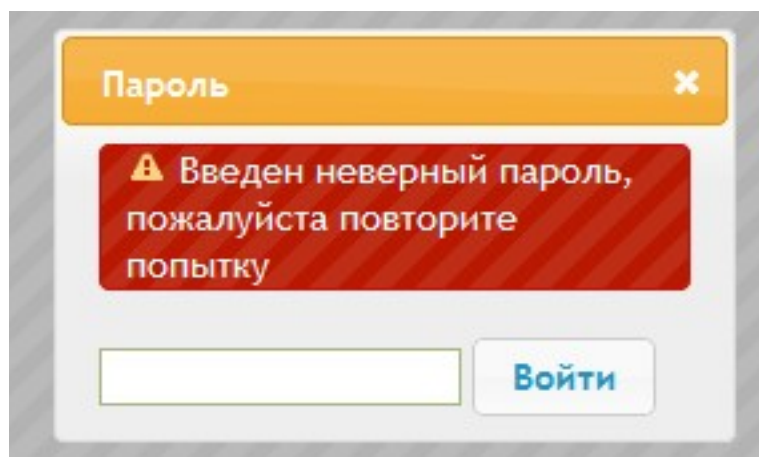 Пароль
Введен неверный пароль,
пожалуйста повторите
попытку
Войти